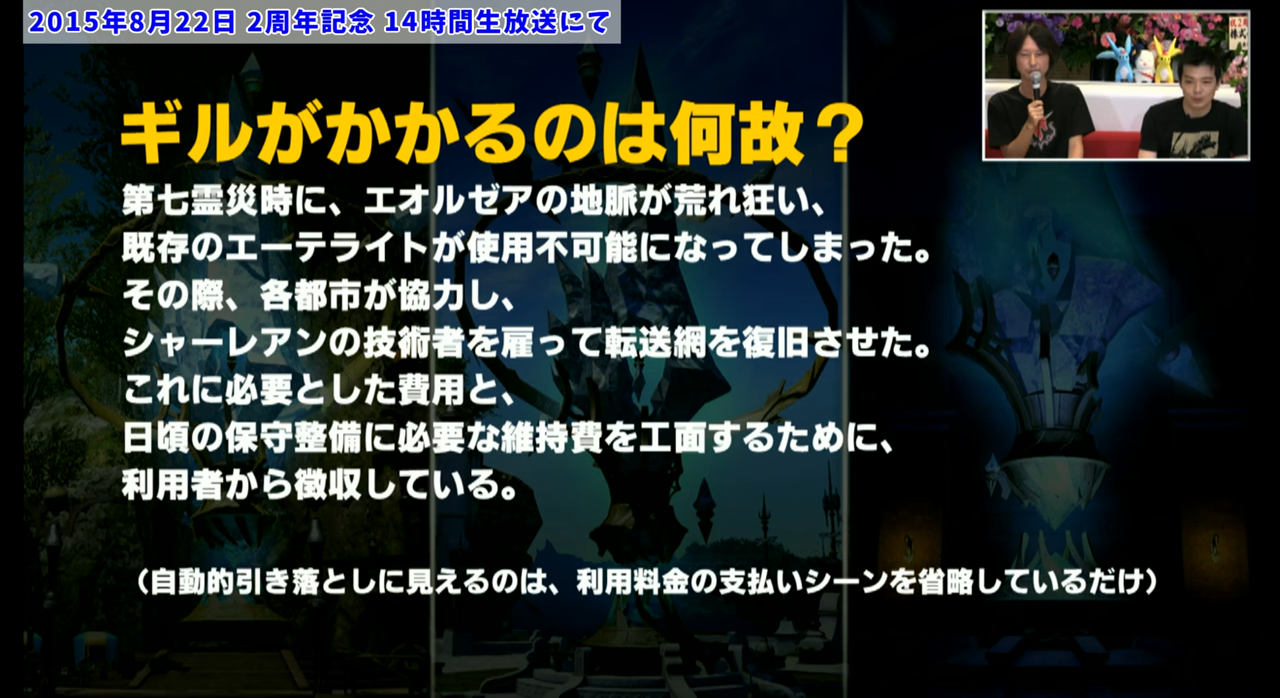 2015年8月22日 2周年記念 14時間生放送にて
ギルがかかるのは何故？
第七霊災時に、エオルゼアの地脈が荒れ狂い、
既存のエーテライトが使用不可能になってしまった。
その際、各都市が協力し、
シャーレアンの技術者を雇って転送網を復旧させた。
これに必要とした費用と、
日頃の保守整備に必要な維持費を工面するために、
利用者から徴収している。
（自動的引き落としに見えるのは、利用料金の支払いシーンを省略しているだけ）